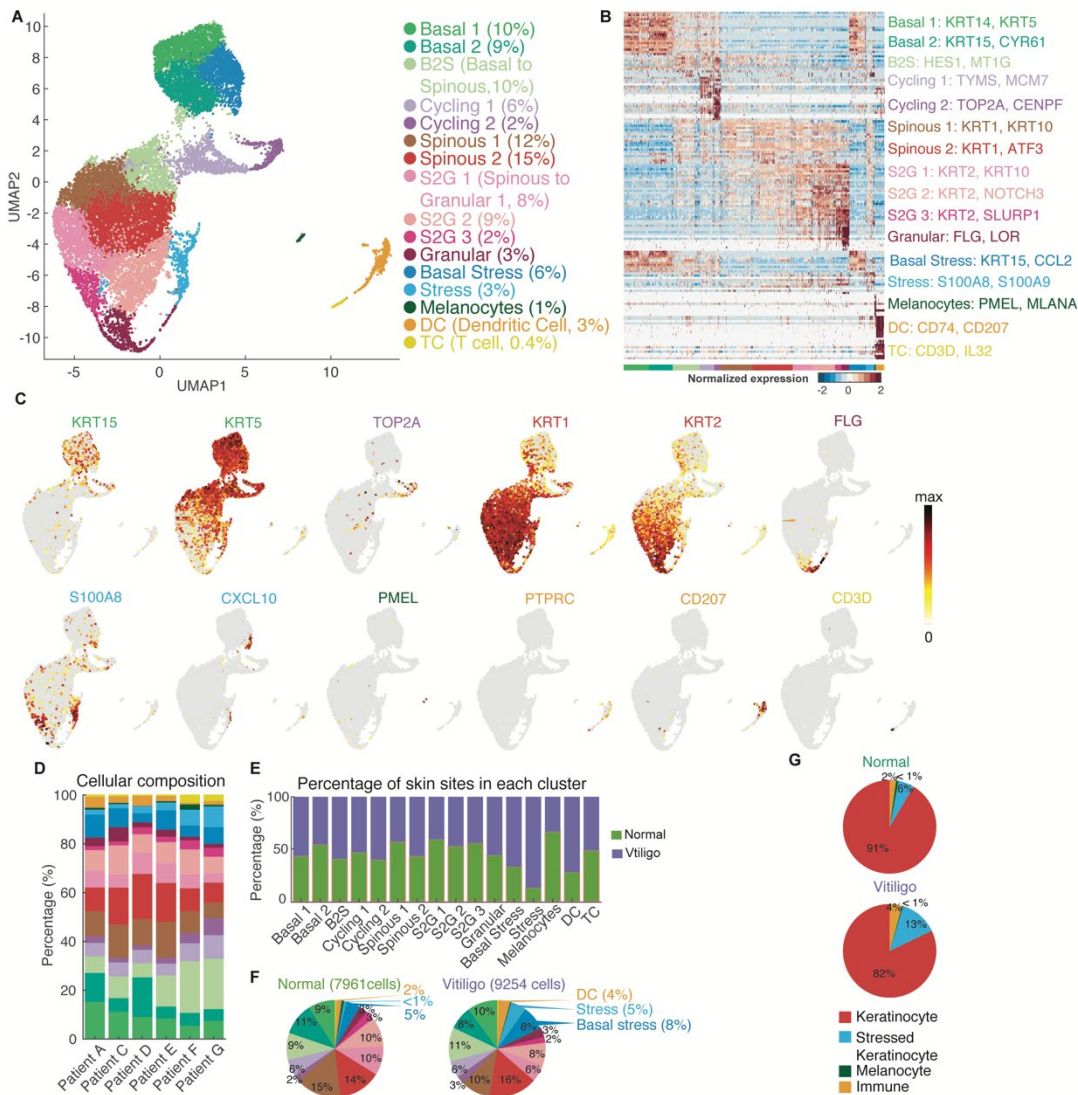 A
8
6
4
2
0
-2
-4
-6
-8
-10
UMAP2
-5
0
5
10
UMAP1
Basal 1 (10%)
Basal 2 (9%)
B2S (Basal to
Spinous,10%)
Cycling 1 (6%)
Cycling 2 (2%)
Spinous 1 (12%)
Spinous 2 (15%)
S2G 1 (Spinous to
Granular 1, 8%)
S2G 2 (9%)
S2G 3 (2%)
Granular (3%)
Basal Stress (6%)
Stress (3%)
Melanocytes (1%)
DC (Dendritic Cell, 3%)
TC (T cell, 0.4%)
B
Basal 1: KRT14, KRT5
Basal 2: KRT15, CYR61
B2S: HES1, MT1G
Cycling 1: TYMS, MCM7
Cycling 2: TOP2A, CENPF
Spinous 1: KRT1, KRT10
Spinous 2: KRT1, ATF3
S2G 1: KRT2, KRT10
S2G 2: KRT2, NOTCH3
S2G 3: KRT2, SLURP1
Granular: FLG, LOR
Basal Stress: KRT15, CCL2
Stress: S100A8, S100A9
Melanocytes: PMEL, MLANA
DC: CD74, CD207
TC: CD3D, IL32
Normalized expression
-2 0 2
C
KRT15 KRT5 TOP2A KRT1 KRT2 FLG
max
0
S100A8 CXCL10 PMEL PTPRC CD207 CD3D
D
Cellular composition
100
80
60
40
20
0
Percentage (%)
Patient A
Patient C
Patient D
Patient E
Patient F
Patient G
E
Percentage of skin sites in each cluster
100
50
0
Percentage (%)
Normal
Vtiligo
Basal 1
Basal 2
B2S
Cycling 1
Cycling 2
Spinous 1
Spinous 2
S2G 1
S2G 2
S2G 3
Granular
Basal Stress
Stress
Melanocytes
DC
TC
F
Normal (7961cells)
2%
<1%
5%
3%
3%
10%
10%
14%
15%
2%
6%
9%
11%
9%
Vitiligo (9254 cells)
DC (4%)
Stress (5%)
Basal stress (8%)
8%
3%
2%
8%
6%
16%
10%
3%
6%
11%
8%
10%
G
Normal
2%
< 1%
6%
91%
Vitiligo
4%
< 1%
13%
82%
Keratinocyte
Stressed
Keratinocyte
Melanocyte
Immune